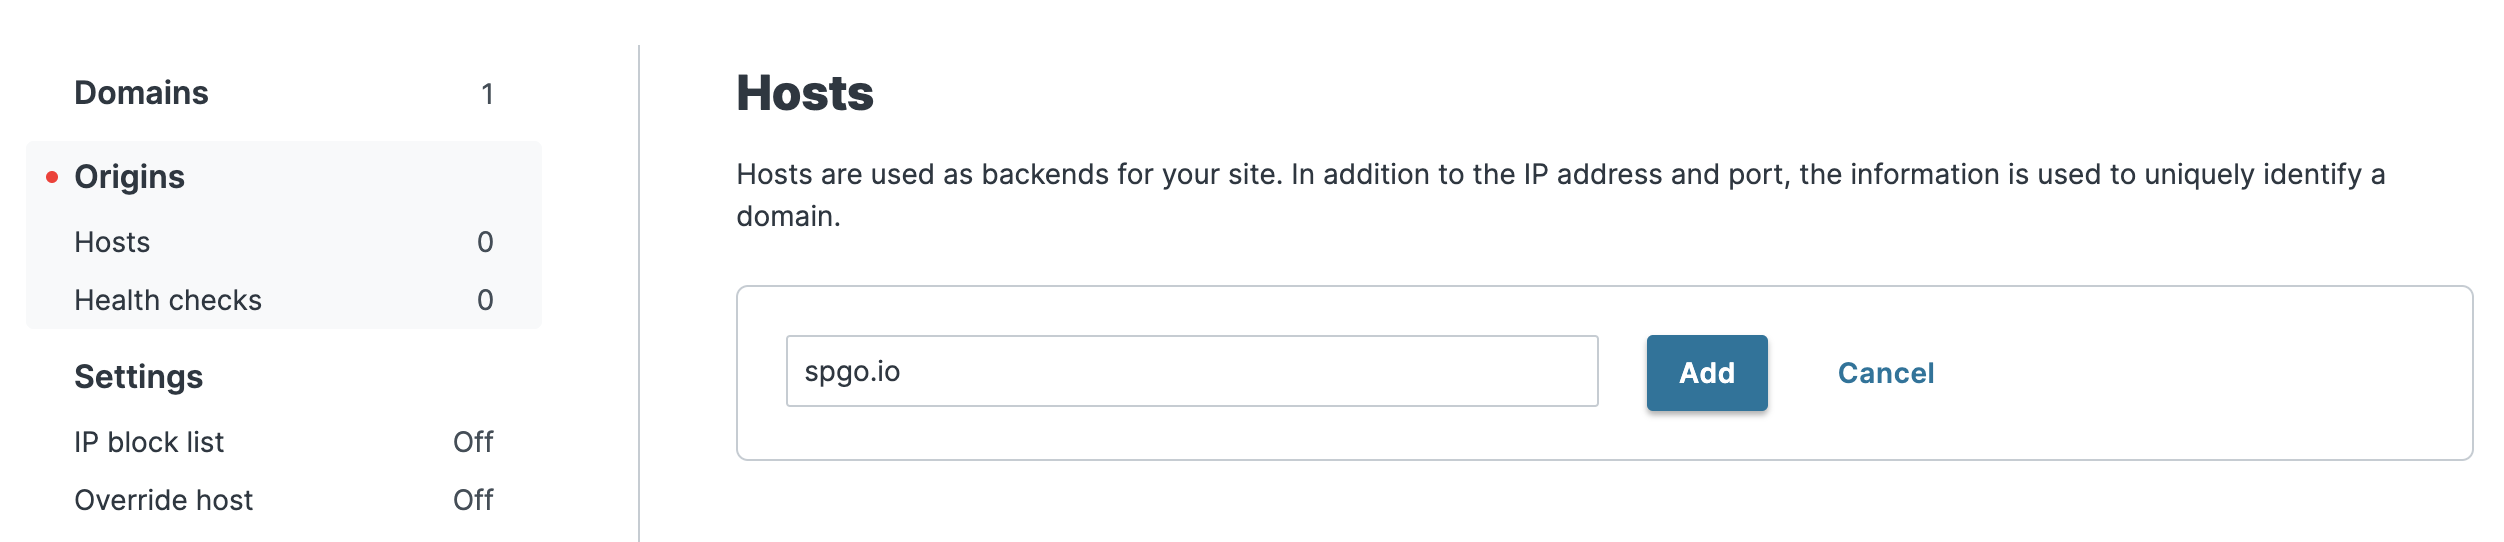 Domains 1
Origins
Hosts 0
Health checks 0
Settings
IP block list Off
Override host Off
Hosts
Hosts are used as backends for your site. In addition to the IP address and port, the information is used to uniquely identify a
domain.
spgo.io Add Cancel